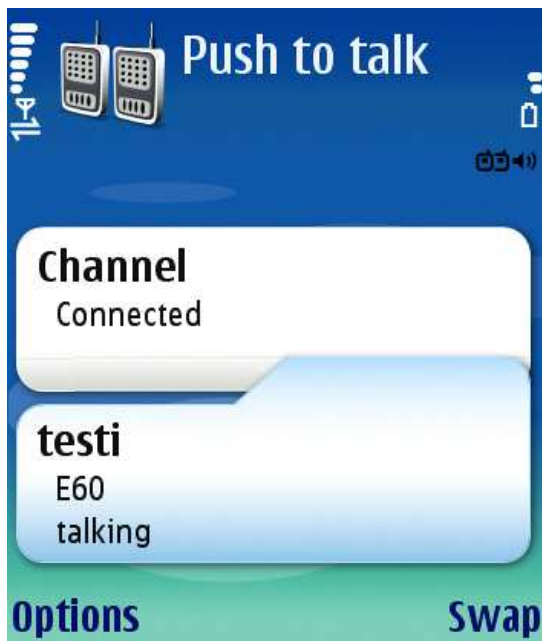 Push to talk
Channel
Connected
testi
E60
talking
Options
Swap